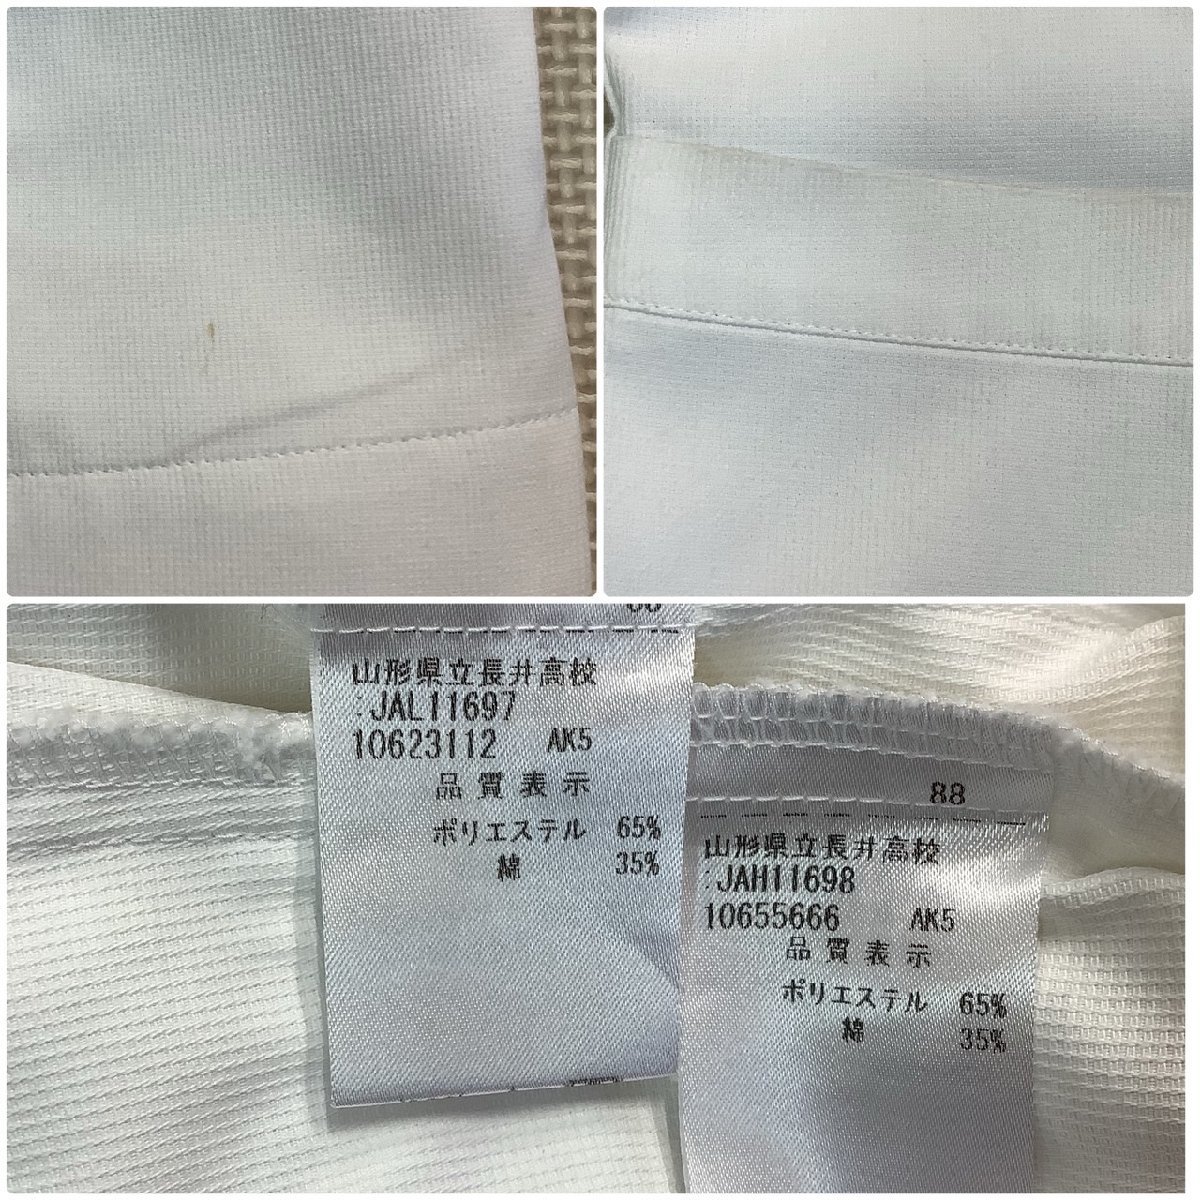 山形県立長井高校
:JAL11697
10623112 AK5
品質表示
ポリエステル 65%
綿 35%
88
山形県立長井高校
:JAH11698
10655666 AK5
品質表示
ポリエステル 65%
綿 35%